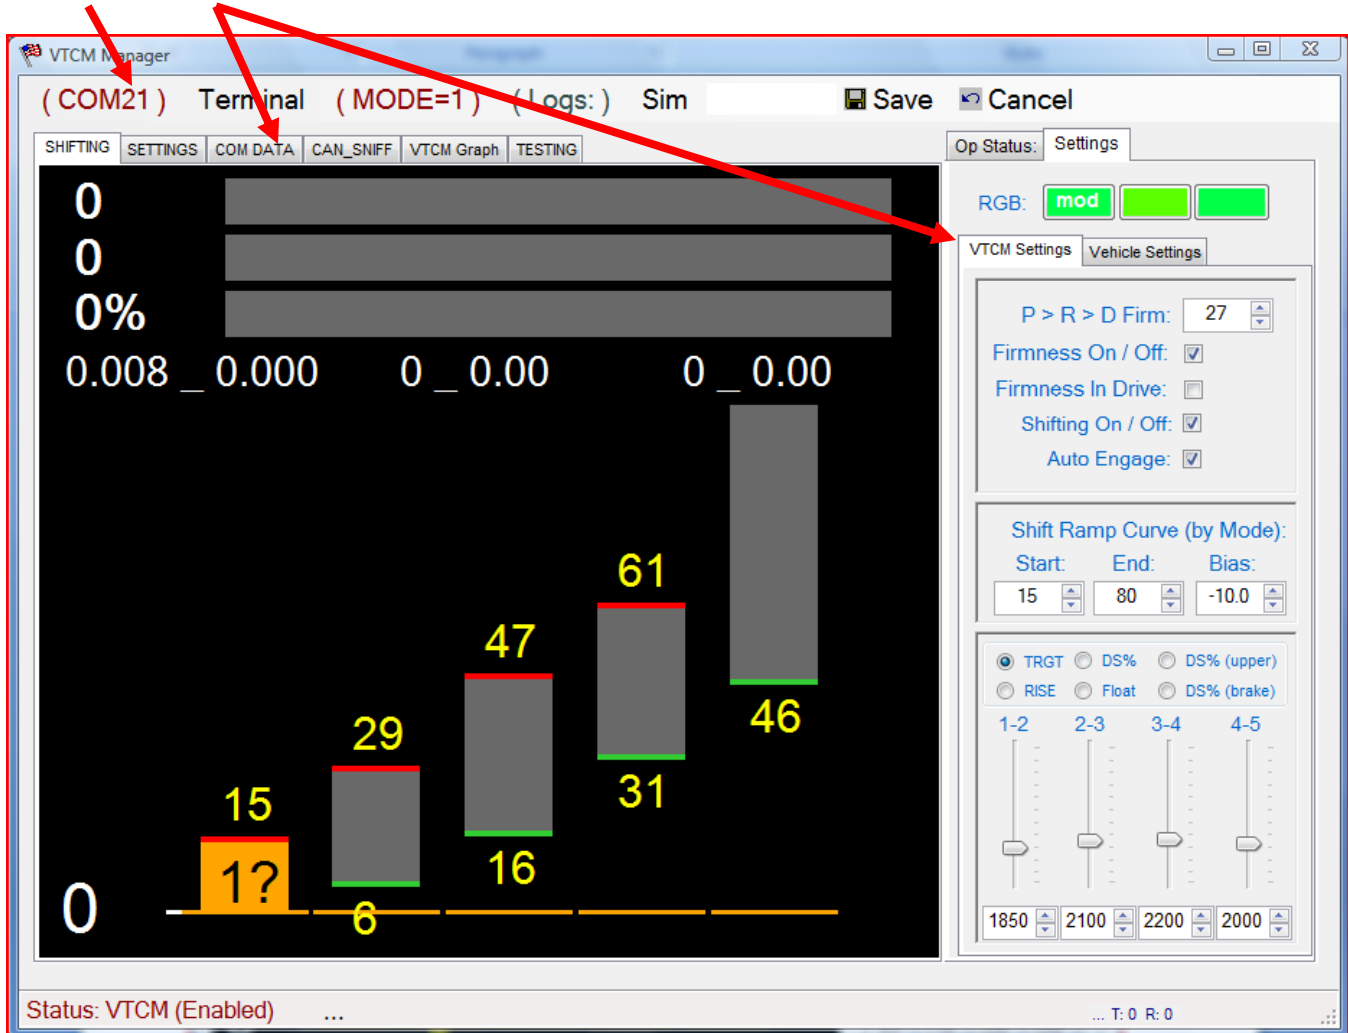 VTCM Manager
( COM21 ) Terminal ( MODE=1 ) ( Logs: ) Sim Save Cancel
SHIFTING SETTINGS COM DATA CAN_SNIFF VTCM Graph TESTING
Op Status: Settings
0
RGB: mod
0
VTCM Settings Vehicle Settings
0%
P > R > D Firm: 27
0.008 _ 0.000 0 _ 0.00 0 _ 0.00
Firmness On / Off:
Firmness In Drive:
Shifting On / Off:
Auto Engage:
Shift Ramp Curve (by Mode):
Start: End: Bias:
15 80 -10.0
61
47
TRGT DS% DS% (upper)
RISE Float DS% (brake)
29 46
1-2 2-3 3-4 4-5
15 31
1? 16
0 6
1850 2100 2200 2000
Status: VTCM (Enabled) ... ... T: 0 R: 0